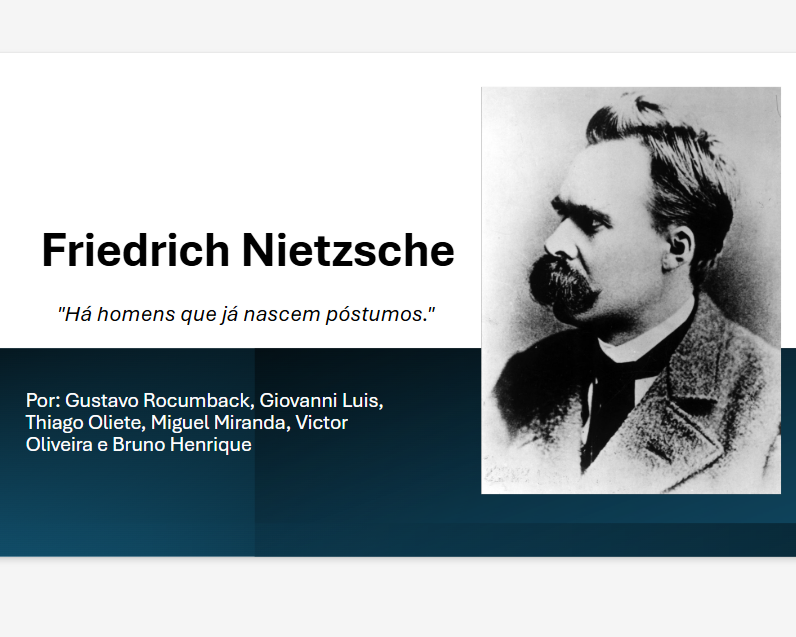 Friedrich Nietzsche
"Há homens que já nascem póstumos."
Por: Gustavo Rocumback, Giovanni Luis,
Thiago Oliete, Miguel Miranda, Victor
Oliveira e Bruno Henrique